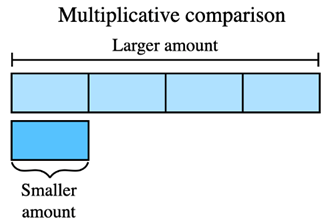 Multiplicative comparison
Larger amount
Smaller
amount